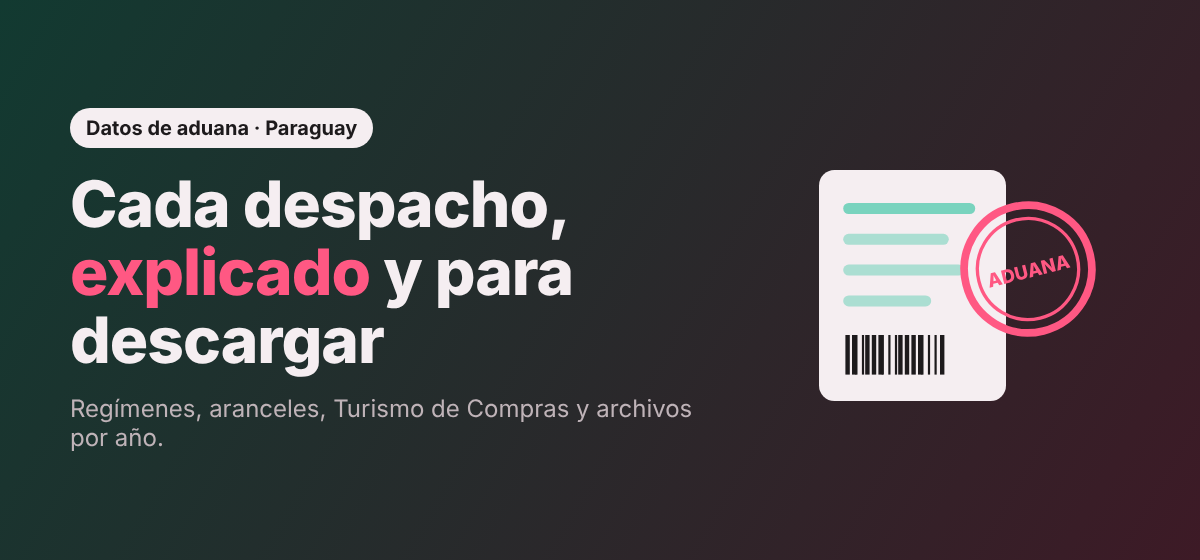 Datos de aduana · Paraguay
Cada despacho,
explicado y para
descargar
Regímenes, aranceles, Turismo de Compras y archivos
por año.
ADUANA